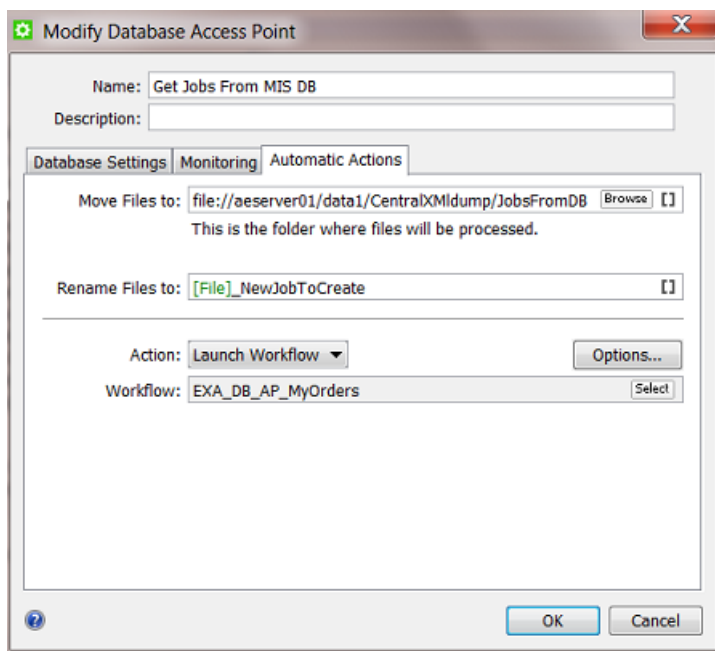 Modify Database Access Point
Name: Get Jobs From MIS DB
Description:
Database Settings Monitoring Automatic Actions
Move Files to: file://aeserver01/data1/CentralXMldump/JobsFromDB Browse []
This is the folder where files will be processed.
Rename Files to: [File]_NewJobToCreate []
Action: Launch Workflow Options...
Workflow: EXA_DB_AP_MyOrders Select
OK Cancel